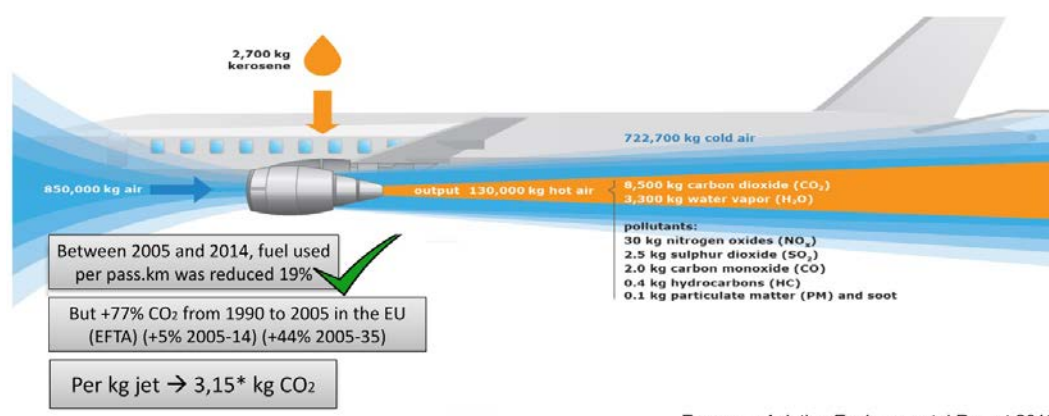 2,700 kg
kerosene
722,700 kg cold air
850,000 kg air
output 130,000 kg hot air
8,500 kg carbon dioxide (CO₂)
3,300 kg water vapor (H₂O)
pollutants:
30 kg nitrogen oxides (NOₓ)
2.5 kg sulphur dioxide (SO₂)
2.0 kg carbon monoxide (CO)
0.4 kg hydrocarbons (HC)
0.1 kg particulate matter (PM) and soot
Between 2005 and 2014, fuel used
per pass.km was reduced 19%
But +77% CO₂ from 1990 to 2005 in the EU
(EFTA) (+5% 2005-14) (+44% 2005-35)
Per kg jet → 3,15* kg CO₂